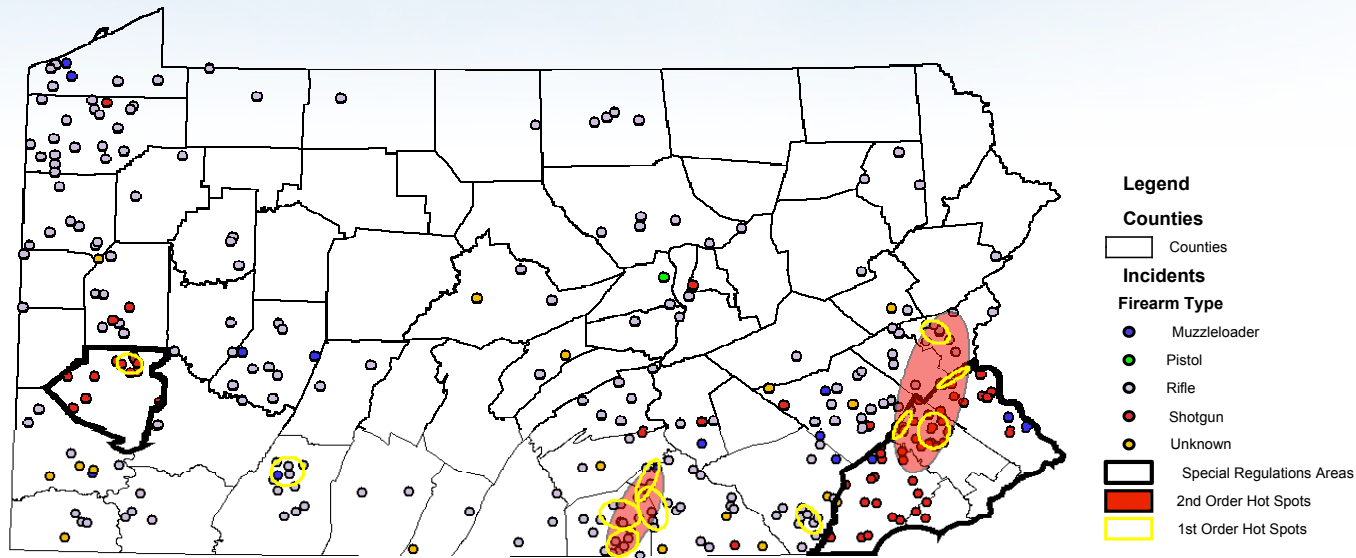 Legend
Counties
Counties
Incidents
Firearm Type
Muzzleloader
Pistol
Rifle
Shotgun
Unknown
Special Regulations Areas
2nd Order Hot Spots
1st Order Hot Spots